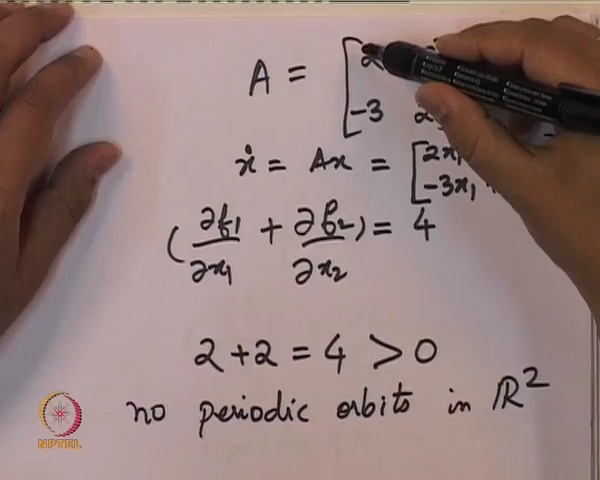 A = [2
-3 2
ẋ = Ax = [2x₁
-3x₁
(∂f₁/∂x₁ + ∂f₂/∂x₂) = 4
2 + 2 = 4 > 0
no periodic orbits in ℝ²
NPTEL